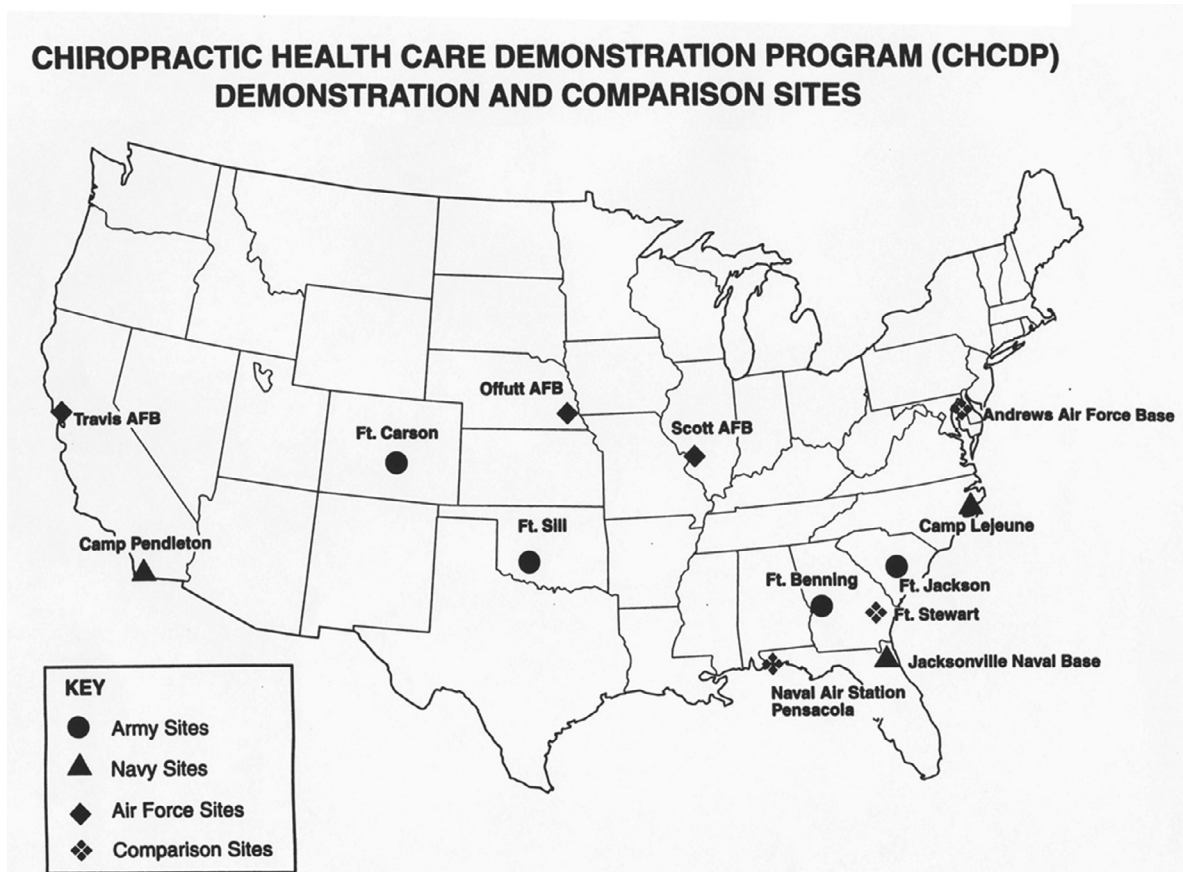 CHIROPRACTIC HEALTH CARE DEMONSTRATION PROGRAM (CHCDP)
DEMONSTRATION AND COMPARISON SITES
Offutt AFB
Travis AFB
Andrews Air Force Base
Ft. Carson
Scott AFB
Ft. Sill
Camp Lejeune
Camp Pendleton
Ft. Benning
Ft. Jackson
Ft. Stewart
Jacksonville Naval Base
Naval Air Station
Pensacola
KEY
Army Sites
Navy Sites
Air Force Sites
Comparison Sites